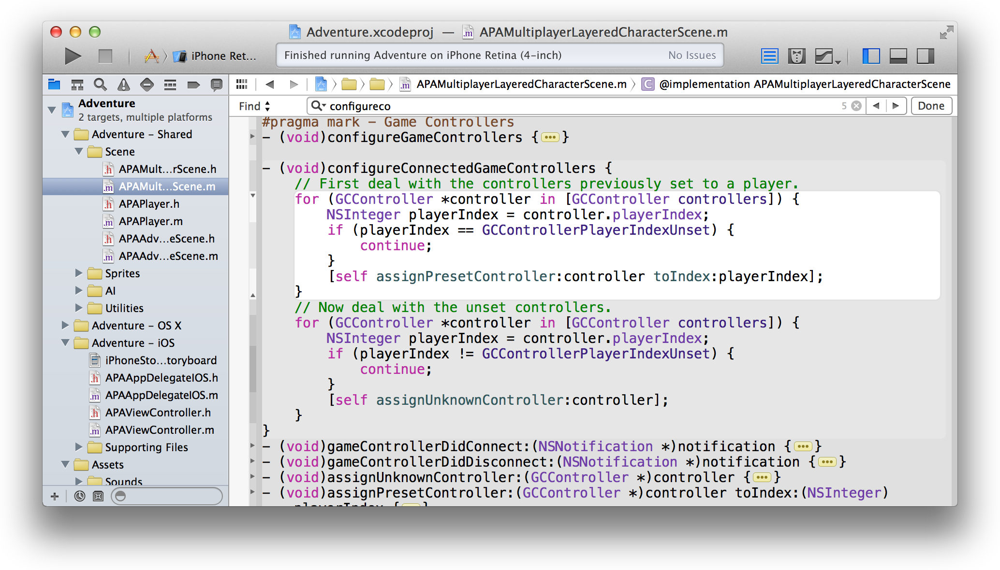 Adventure.xcodeproj — APAMultiplayerLayeredCharacterScene.m
iPhone Ret...
Finished running Adventure on iPhone Retina (4-inch) No Issues
APAMultiplayerLayeredCharacterScene.m @implementation APAMultiplayerLayeredCharacterScene
Find configureco 5 Done
Adventure
2 targets, multiple platforms
Adventure – Shared
Scene
APAMult...rScene.h
APAMult...Scene.m
APAPlayer.h
APAPlayer.m
APAAdv...eScene.h
APAAdv...eScene.m
Sprites
AI
Utilities
Adventure – OS X
Adventure – iOS
iPhoneSto...toryboard
APAAppDelegateIOS.h
APAAppDelegateIOS.m
APAViewController.h
APAViewController.m
Supporting Files
Assets
Sounds
#pragma mark - Game Controllers
- (void)configureGameControllers {...}
- (void)configureConnectedGameControllers {
// First deal with the controllers previously set to a player.
for (GCController *controller in [GCController controllers]) {
NSInteger playerIndex = controller.playerIndex;
if (playerIndex == GCControllerPlayerIndexUnset) {
continue;
}
[self assignPresetController:controller toIndex:playerIndex];
}
// Now deal with the unset controllers.
for (GCController *controller in [GCController controllers]) {
NSInteger playerIndex = controller.playerIndex;
if (playerIndex != GCControllerPlayerIndexUnset) {
continue;
}
[self assignUnknownController:controller];
}
}
- (void)gameControllerDidConnect:(NSNotification *)notification {...}
- (void)gameControllerDidDisconnect:(NSNotification *)notification {...}
- (void)assignUnknownController:(GCController *)controller {...}
- (void)assignPresetController:(GCController *)controller toIndex:(NSInteger)
playerIndex {...}